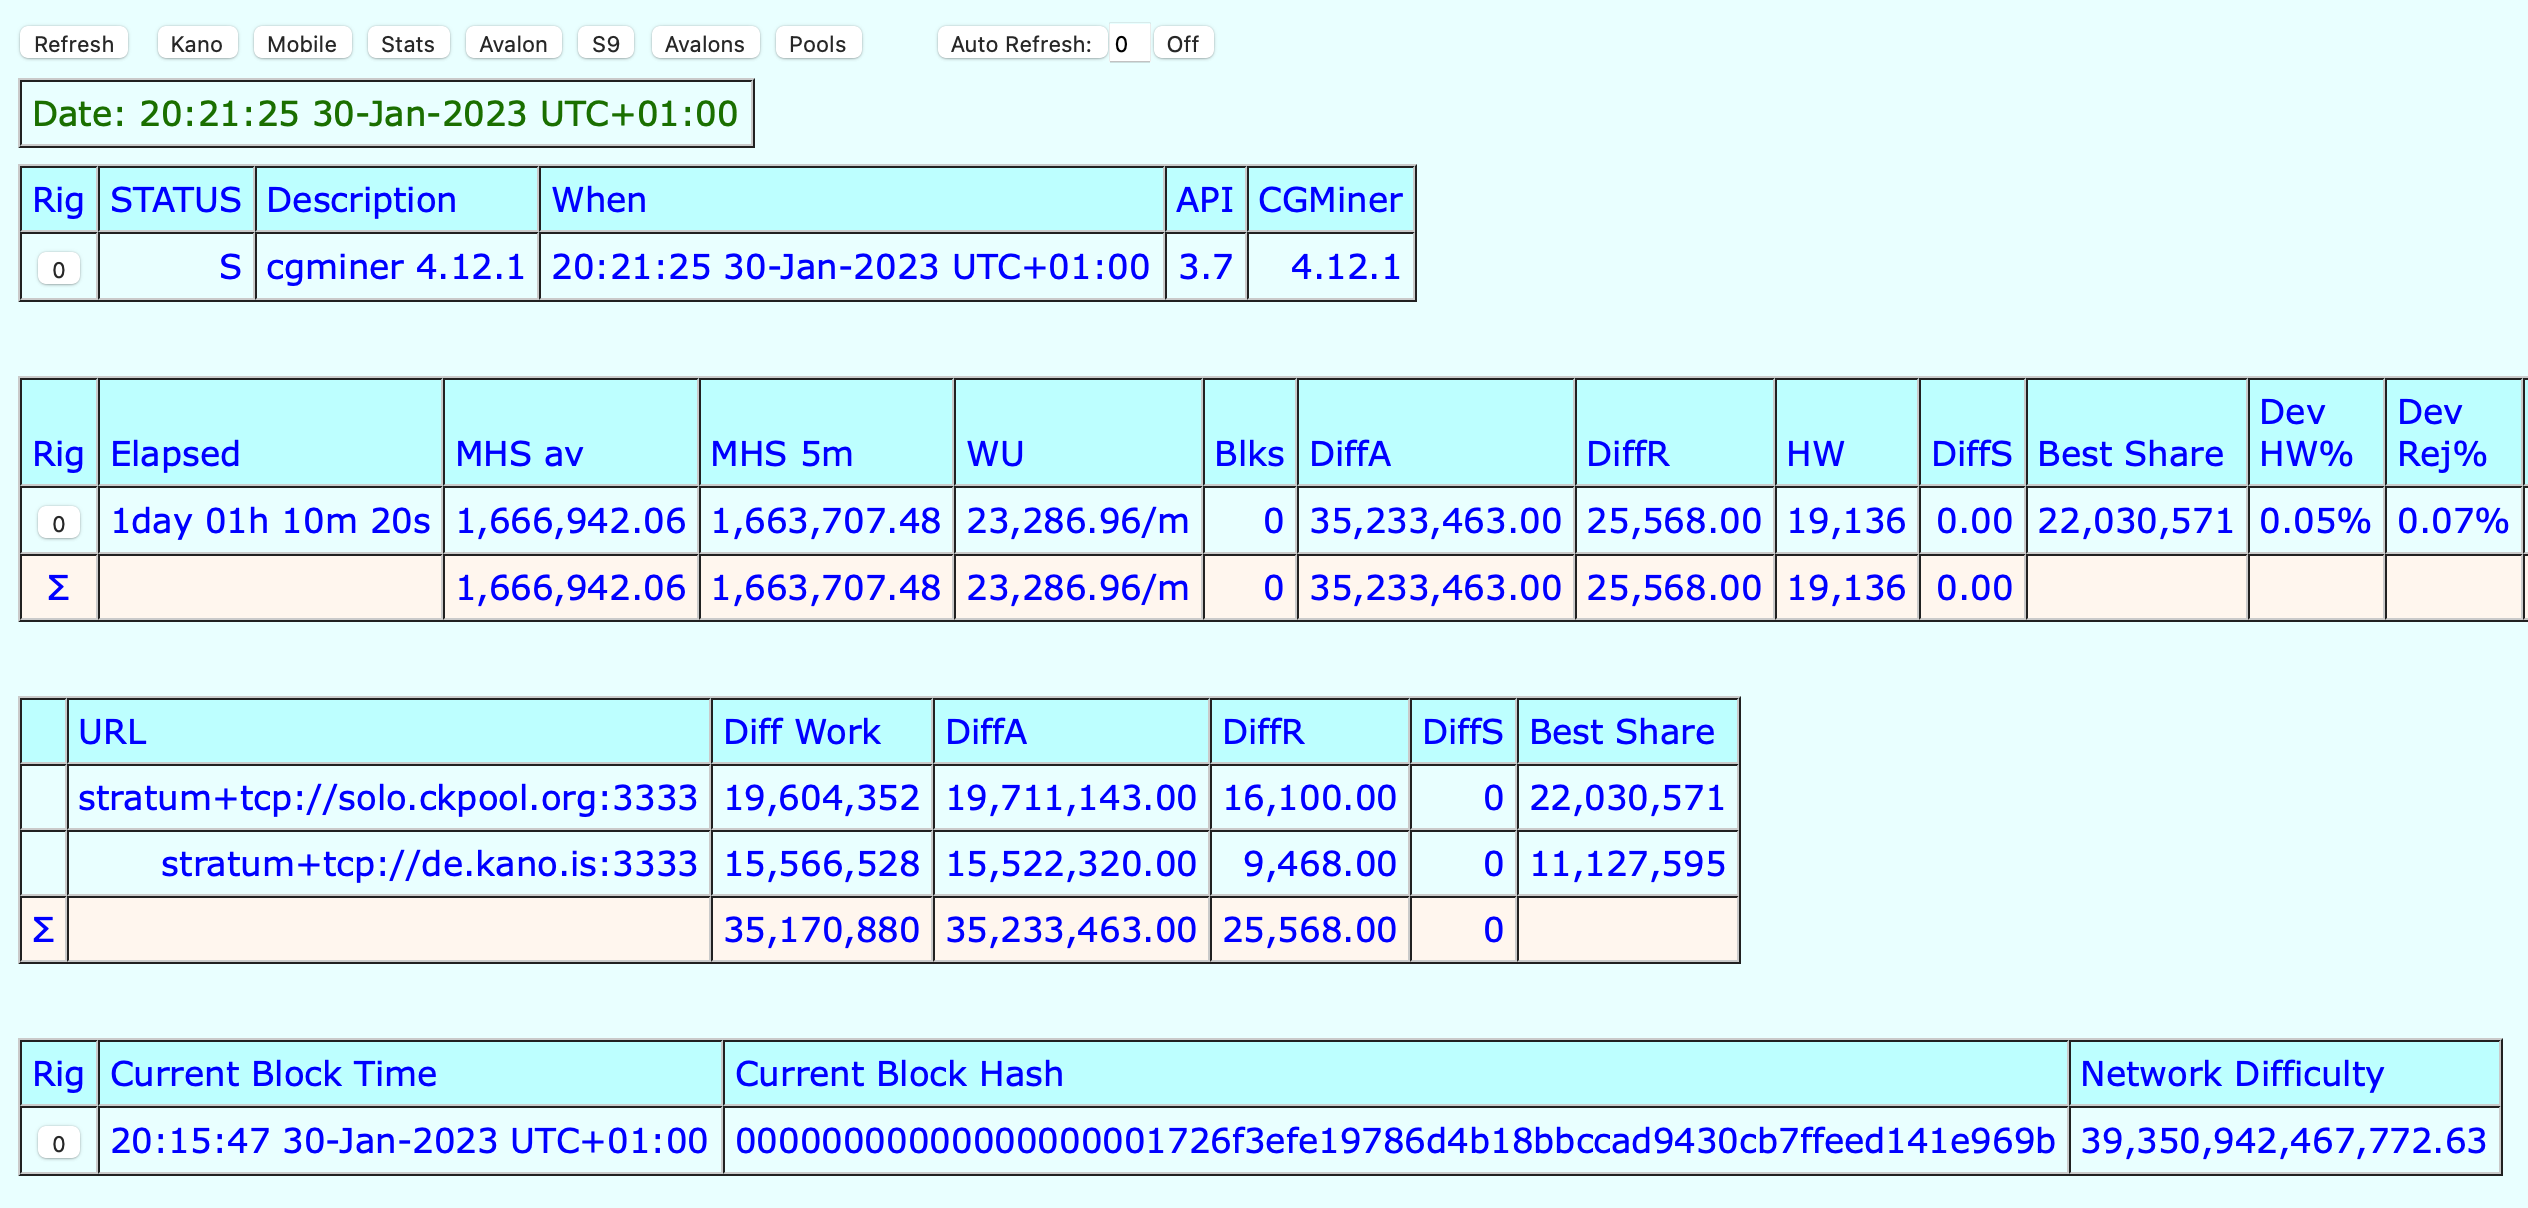 Refresh Kano Mobile Stats Avalon S9 Avalons Pools Auto Refresh: 0 Off
Date: 20:21:25 30-Jan-2023 UTC+01:00
Rig STATUS Description When API CGMiner
0 S cgminer 4.12.1 20:21:25 30-Jan-2023 UTC+01:00 3.7 4.12.1
Rig Elapsed MHS av MHS 5m WU Blks DiffA DiffR HW DiffS Best Share Dev HW% Dev Rej%
0 1day 01h 10m 20s 1,666,942.06 1,663,707.48 23,286.96/m 0 35,233,463.00 25,568.00 19,136 0.00 22,030,571 0.05% 0.07%
Σ 1,666,942.06 1,663,707.48 23,286.96/m 0 35,233,463.00 25,568.00 19,136 0.00
URL Diff Work DiffA DiffR DiffS Best Share
stratum+tcp://solo.ckpool.org:3333 19,604,352 19,711,143.00 16,100.00 0 22,030,571
stratum+tcp://de.kano.is:3333 15,566,528 15,522,320.00 9,468.00 0 11,127,595
Σ 35,170,880 35,233,463.00 25,568.00 0
Rig Current Block Time Current Block Hash Network Difficulty
0 20:15:47 30-Jan-2023 UTC+01:00 00000000000000000001726f3efe19786d4b18bbccad9430cb7ffeed141e969b 39,350,942,467,772.63